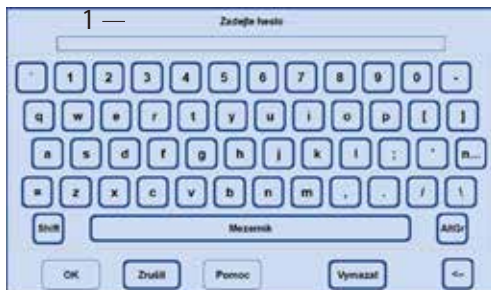 1 — Zadejte heslo
` 1 2 3 4 5 6 7 8 9 0 -
q w e r t y u i o p [ ]
a s d f g h j k l ; ' n...
= z x c v b n m , . / \
Shift Mezerník AltGr
OK Zrušit Pomoc Vymazat <-